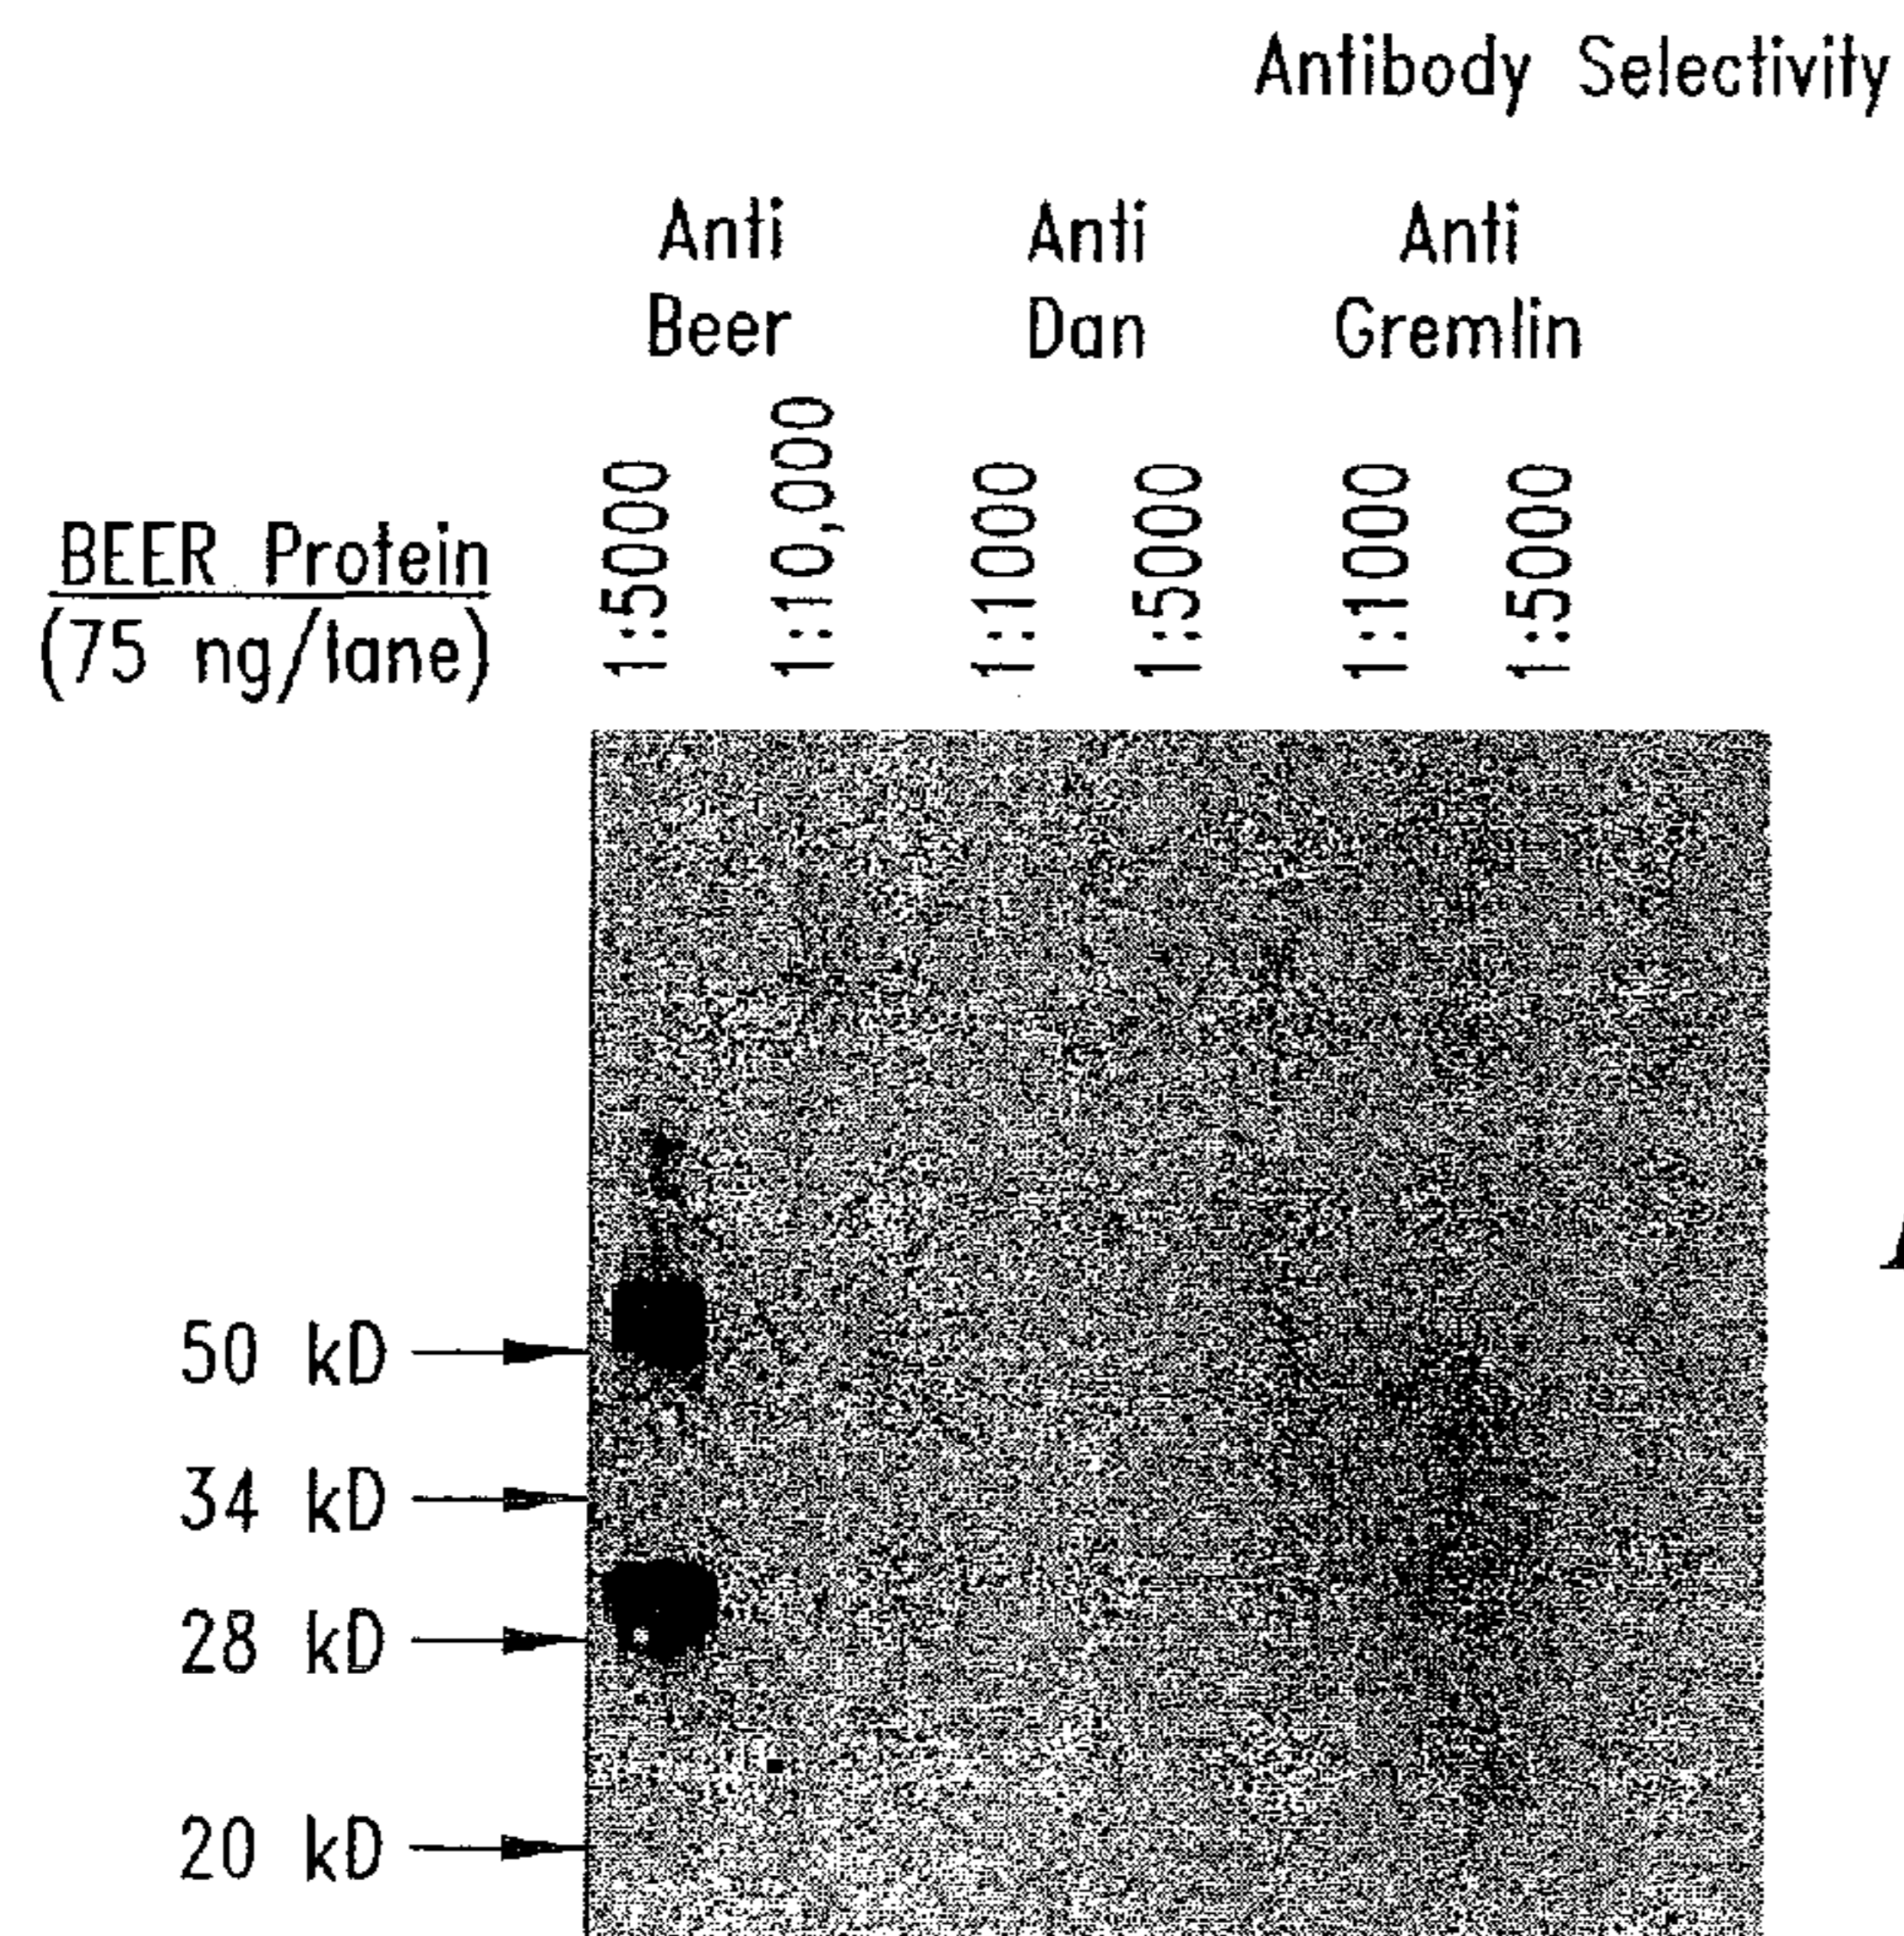 Antibody Selectivity
Anti Anti Anti
Beer Dan Gremlin
1:5000 1:10,000 1:1000 1:5000 1:1000 1:5000
BEER Protein
(75 ng/lane)
50 kD
34 kD
28 kD
20 kD